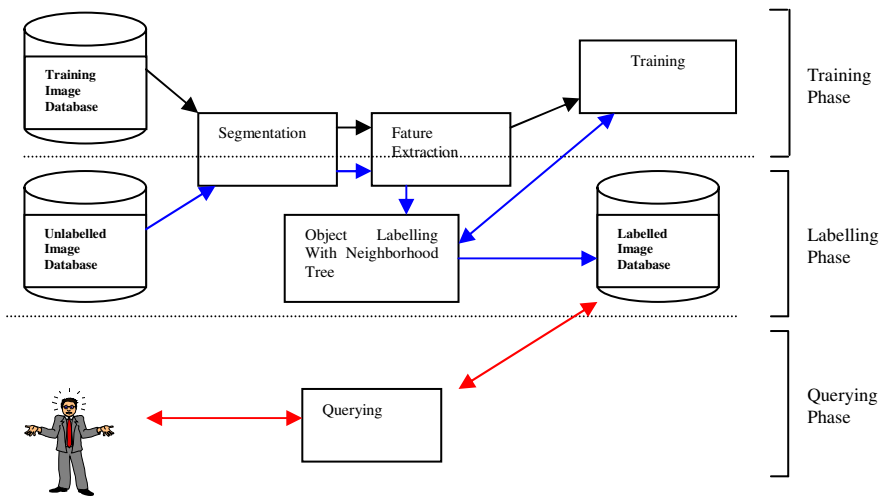 Training
Image
Database
Segmentation
Fature
Extraction
Training
Training
Phase
Unlabelled
Image
Database
Object Labelling
With Neighborhood
Tree
Labelled
Image
Database
Labelling
Phase
Querying
Querying
Phase